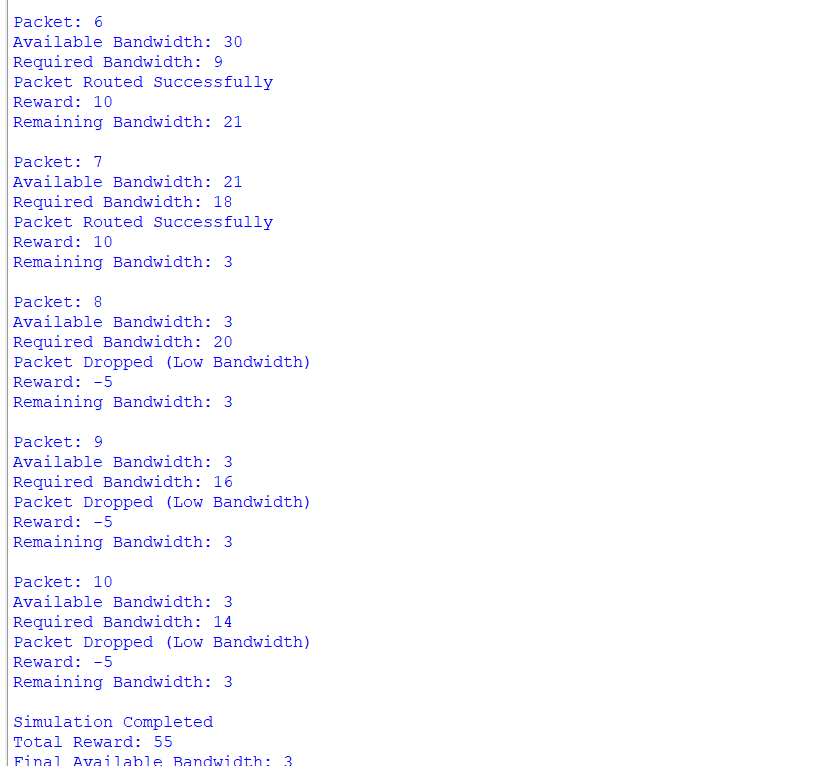 Packet: 6
Available Bandwidth: 30
Required Bandwidth: 9
Packet Routed Successfully
Reward: 10
Remaining Bandwidth: 21
Packet: 7
Available Bandwidth: 21
Required Bandwidth: 18
Packet Routed Successfully
Reward: 10
Remaining Bandwidth: 3
Packet: 8
Available Bandwidth: 3
Required Bandwidth: 20
Packet Dropped (Low Bandwidth)
Reward: -5
Remaining Bandwidth: 3
Packet: 9
Available Bandwidth: 3
Required Bandwidth: 16
Packet Dropped (Low Bandwidth)
Reward: -5
Remaining Bandwidth: 3
Packet: 10
Available Bandwidth: 3
Required Bandwidth: 14
Packet Dropped (Low Bandwidth)
Reward: -5
Remaining Bandwidth: 3
Simulation Completed
Total Reward: 55
Final Available Bandwidth: 3